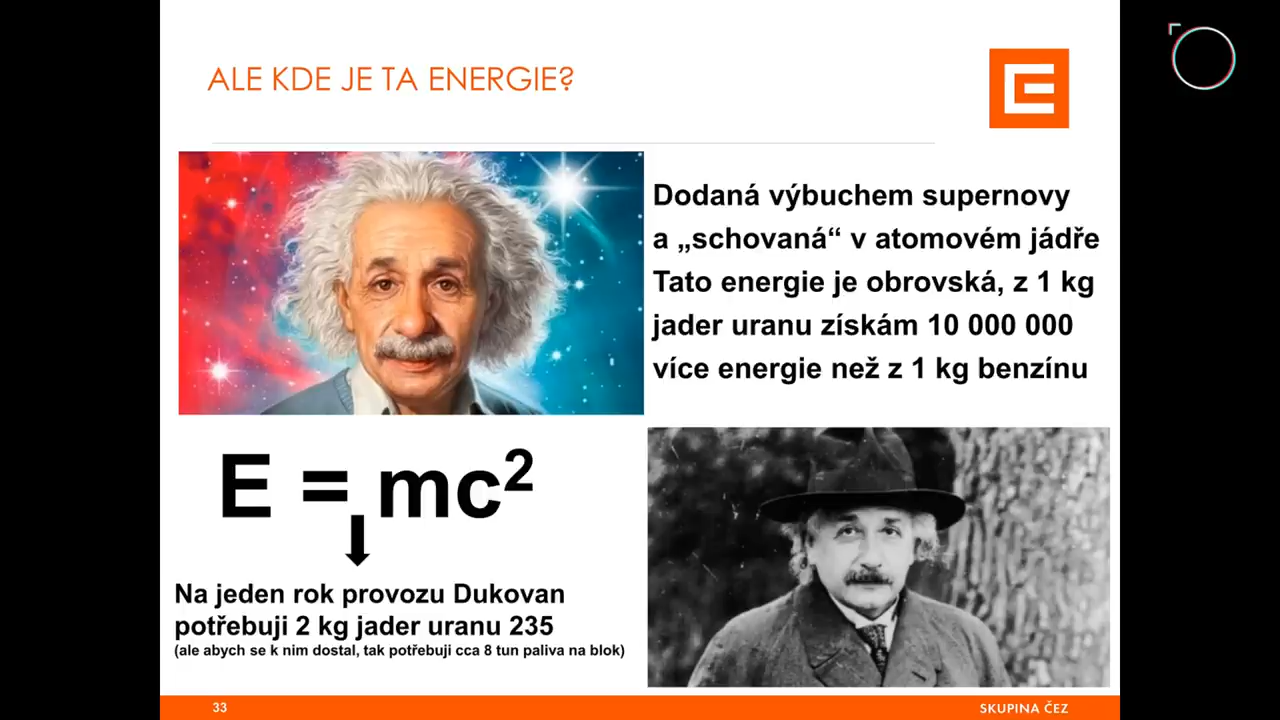 ALE KDE JE TA ENERGIE?
Dodaná výbuchem supernovy
a „schovaná“ v atomovém jádře
Tato energie je obrovská, z 1 kg
jader uranu získám 10 000 000
více energie než z 1 kg benzínu
E = mc²
Na jeden rok provozu Dukovan
potřebuji 2 kg jader uranu 235
(ale abych se k nim dostal, tak potřebuji cca 8 tun paliva na blok)
33
SKUPINA ČEZ